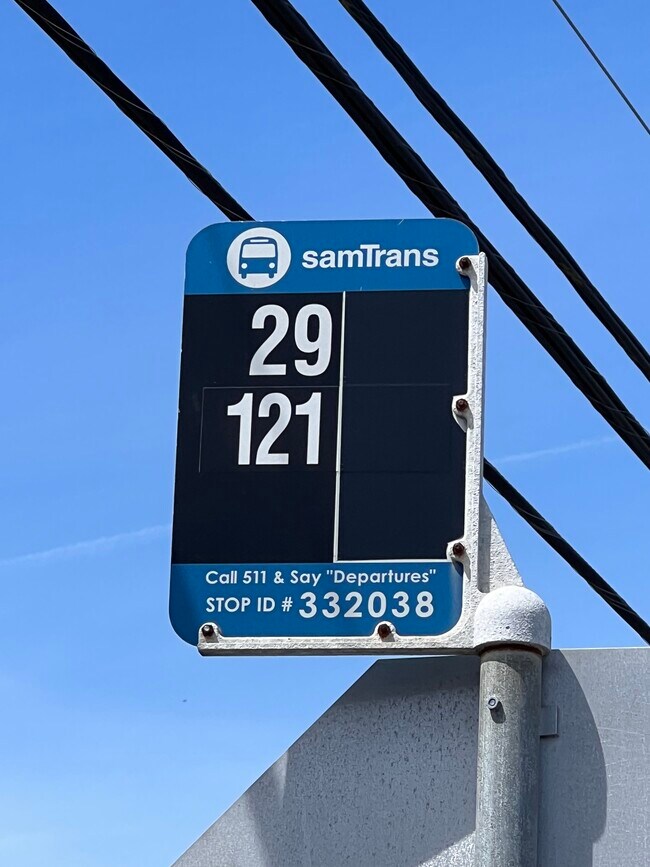 samTrans
29
121
Call 511 & Say "Departures"
STOP ID # 332038